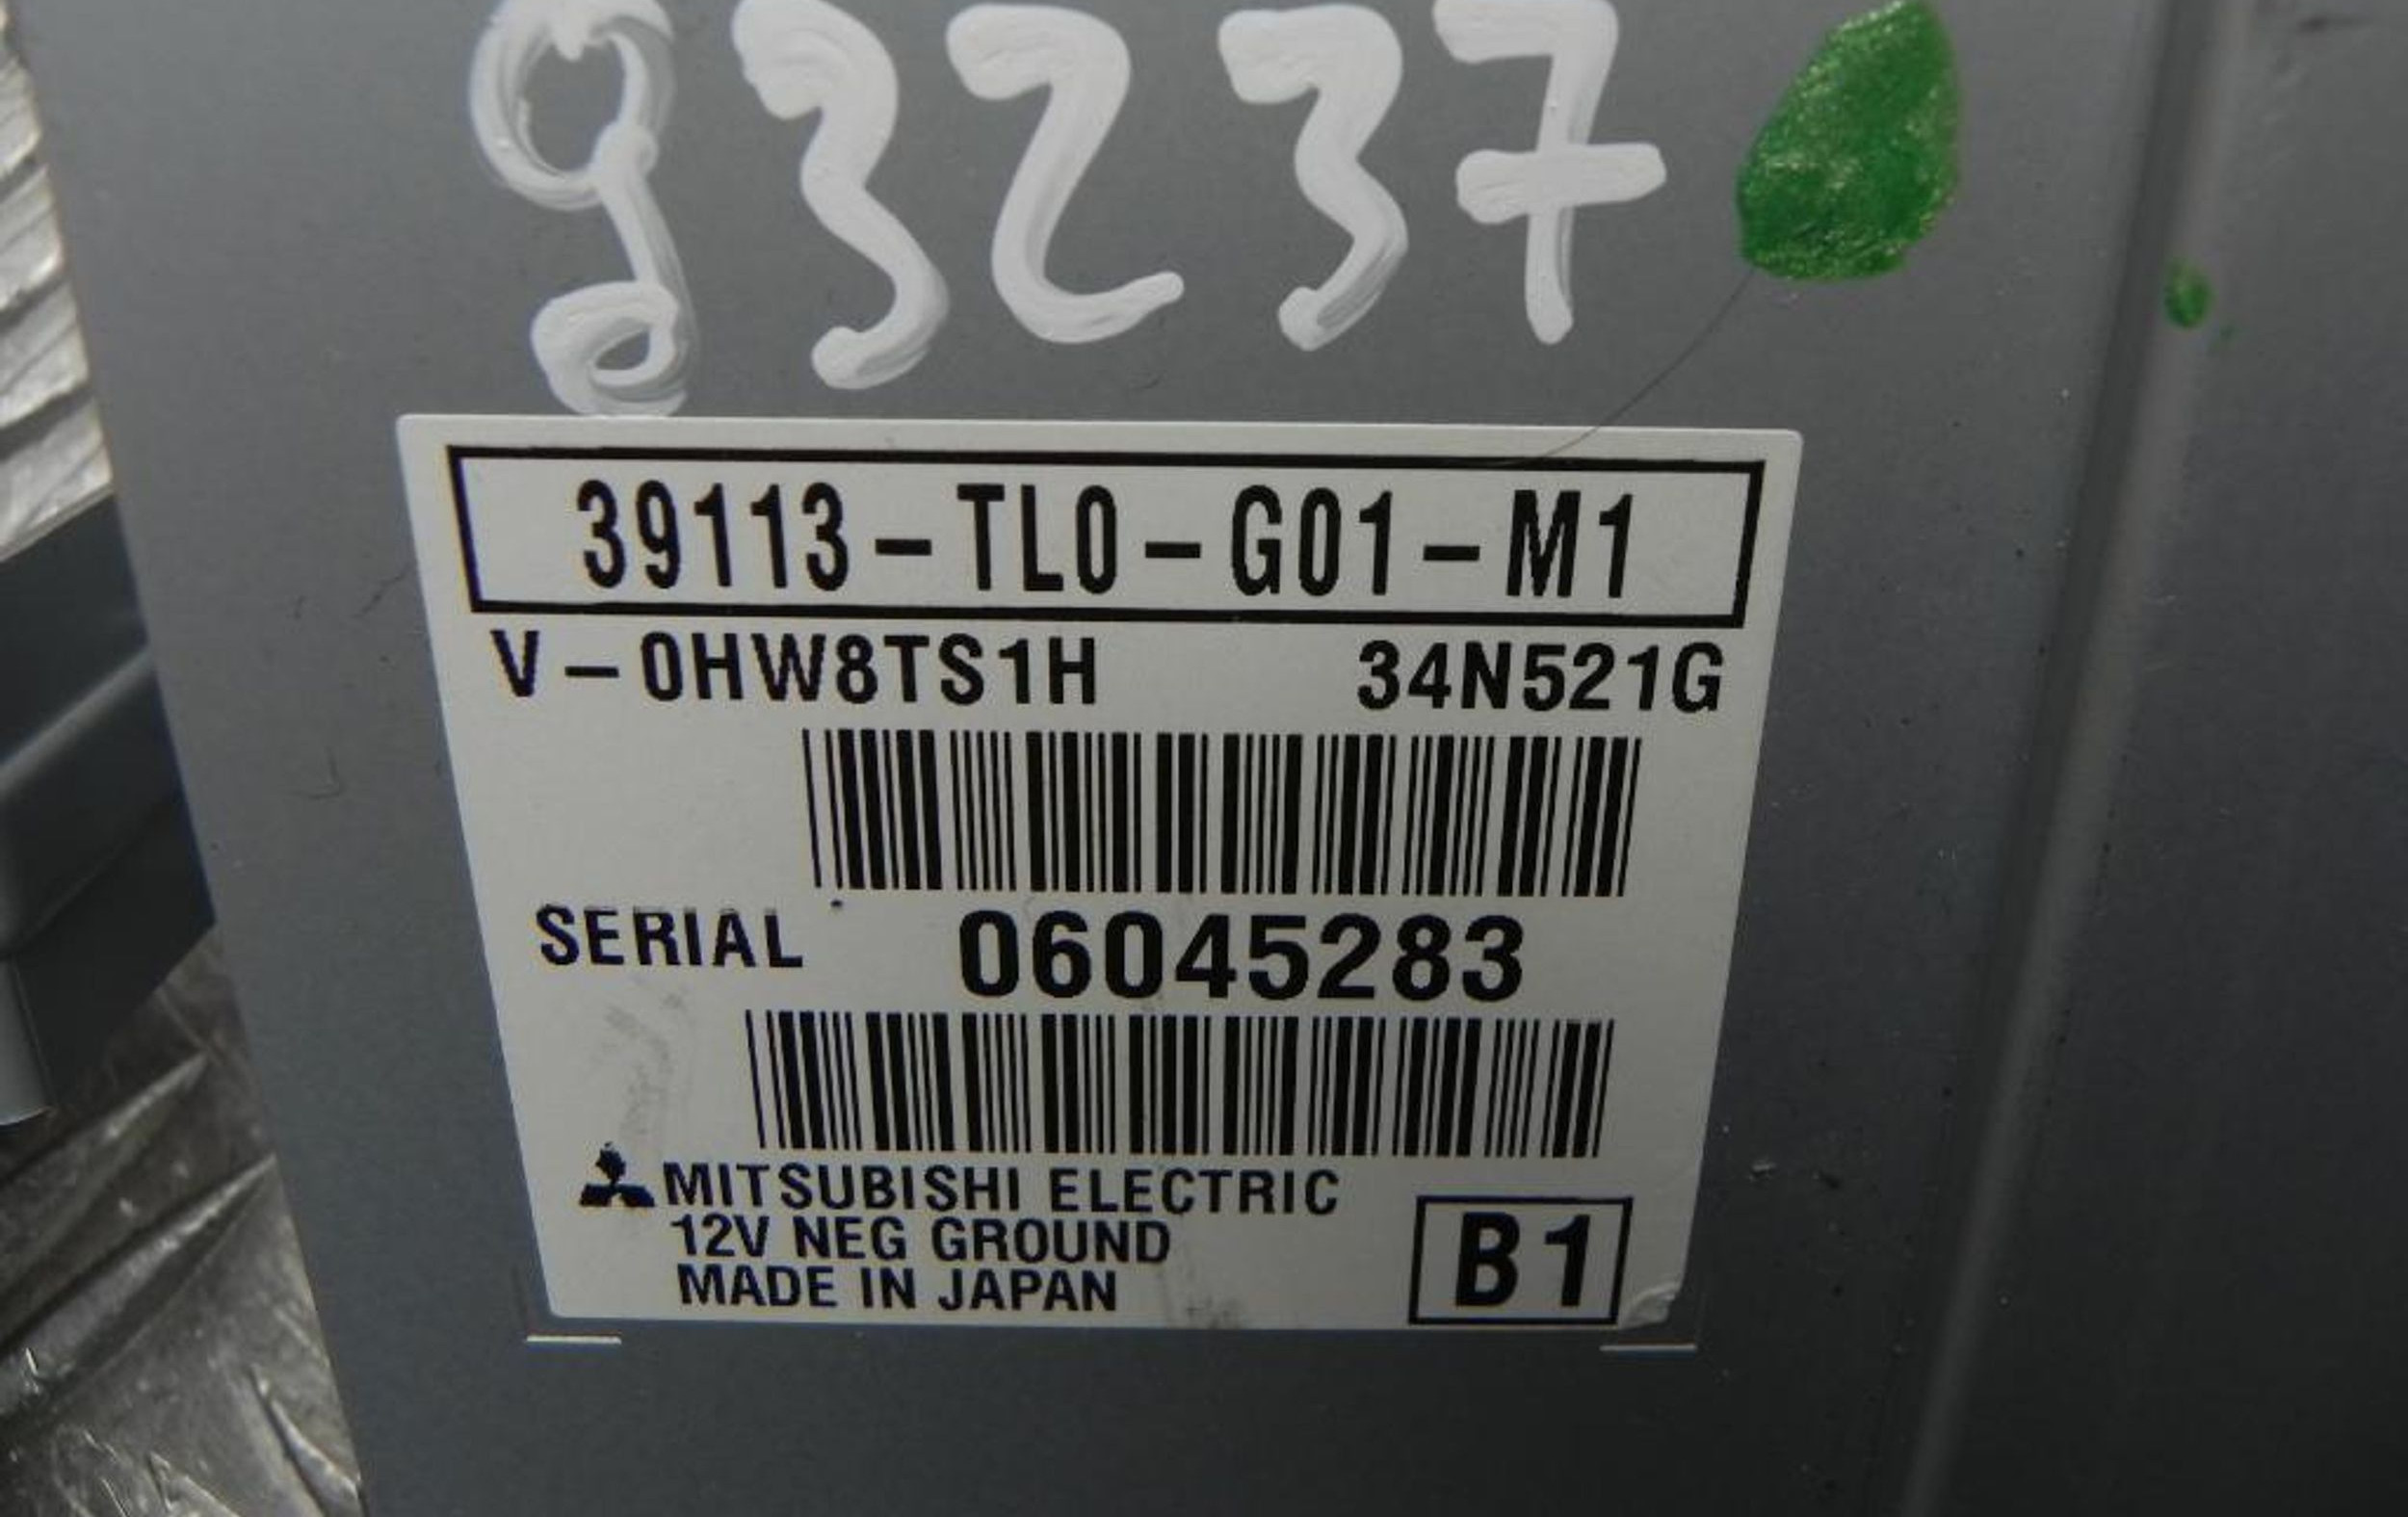 93237
39113-TL0-G01-M1
V-0HW8TS1H 34N521G
SERIAL 06045283
MITSUBISHI ELECTRIC
12V NEG GROUND
MADE IN JAPAN
B1